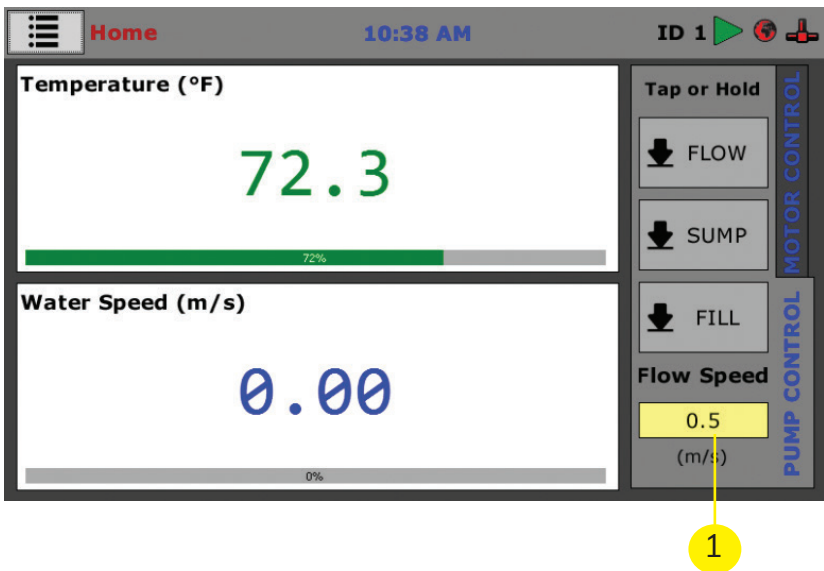 Home
10:38 AM
ID 1
Temperature (°F)
72.3
72%
Water Speed (m/s)
0.00
0%
Tap or Hold
FLOW
SUMP
FILL
Flow Speed
0.5
(m/s)
MOTOR CONTROL
PUMP CONTROL
1